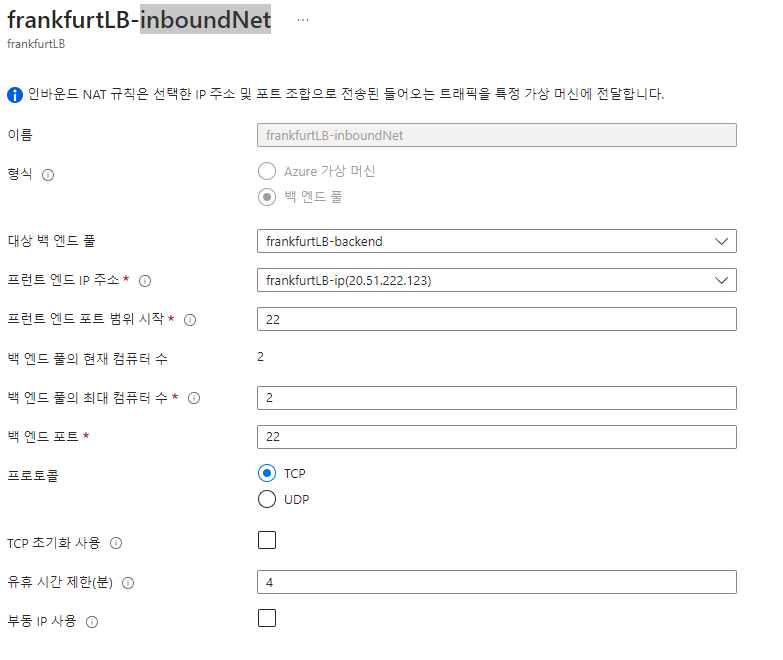 frankfurtLB-inboundNet ...
frankfurtLB
인바운드 NAT 규칙은 선택한 IP 주소 및 포트 조합으로 전송된 들어오는 트래픽을 특정 가상 머신에 전달합니다.
이름 frankfurtLB-inboundNet
형식 Azure 가상 머신
백 엔드 풀
대상 백 엔드 풀 frankfurtLB-backend
프런트 엔드 IP 주소 * frankfurtLB-ip(20.51.222.123)
프런트 엔드 포트 범위 시작 * 22
백 엔드 풀의 현재 컴퓨터 수 2
백 엔드 풀의 최대 컴퓨터 수 * 2
백 엔드 포트 * 22
프로토콜 TCP
UDP
TCP 초기화 사용
유휴 시간 제한(분) 4
부동 IP 사용